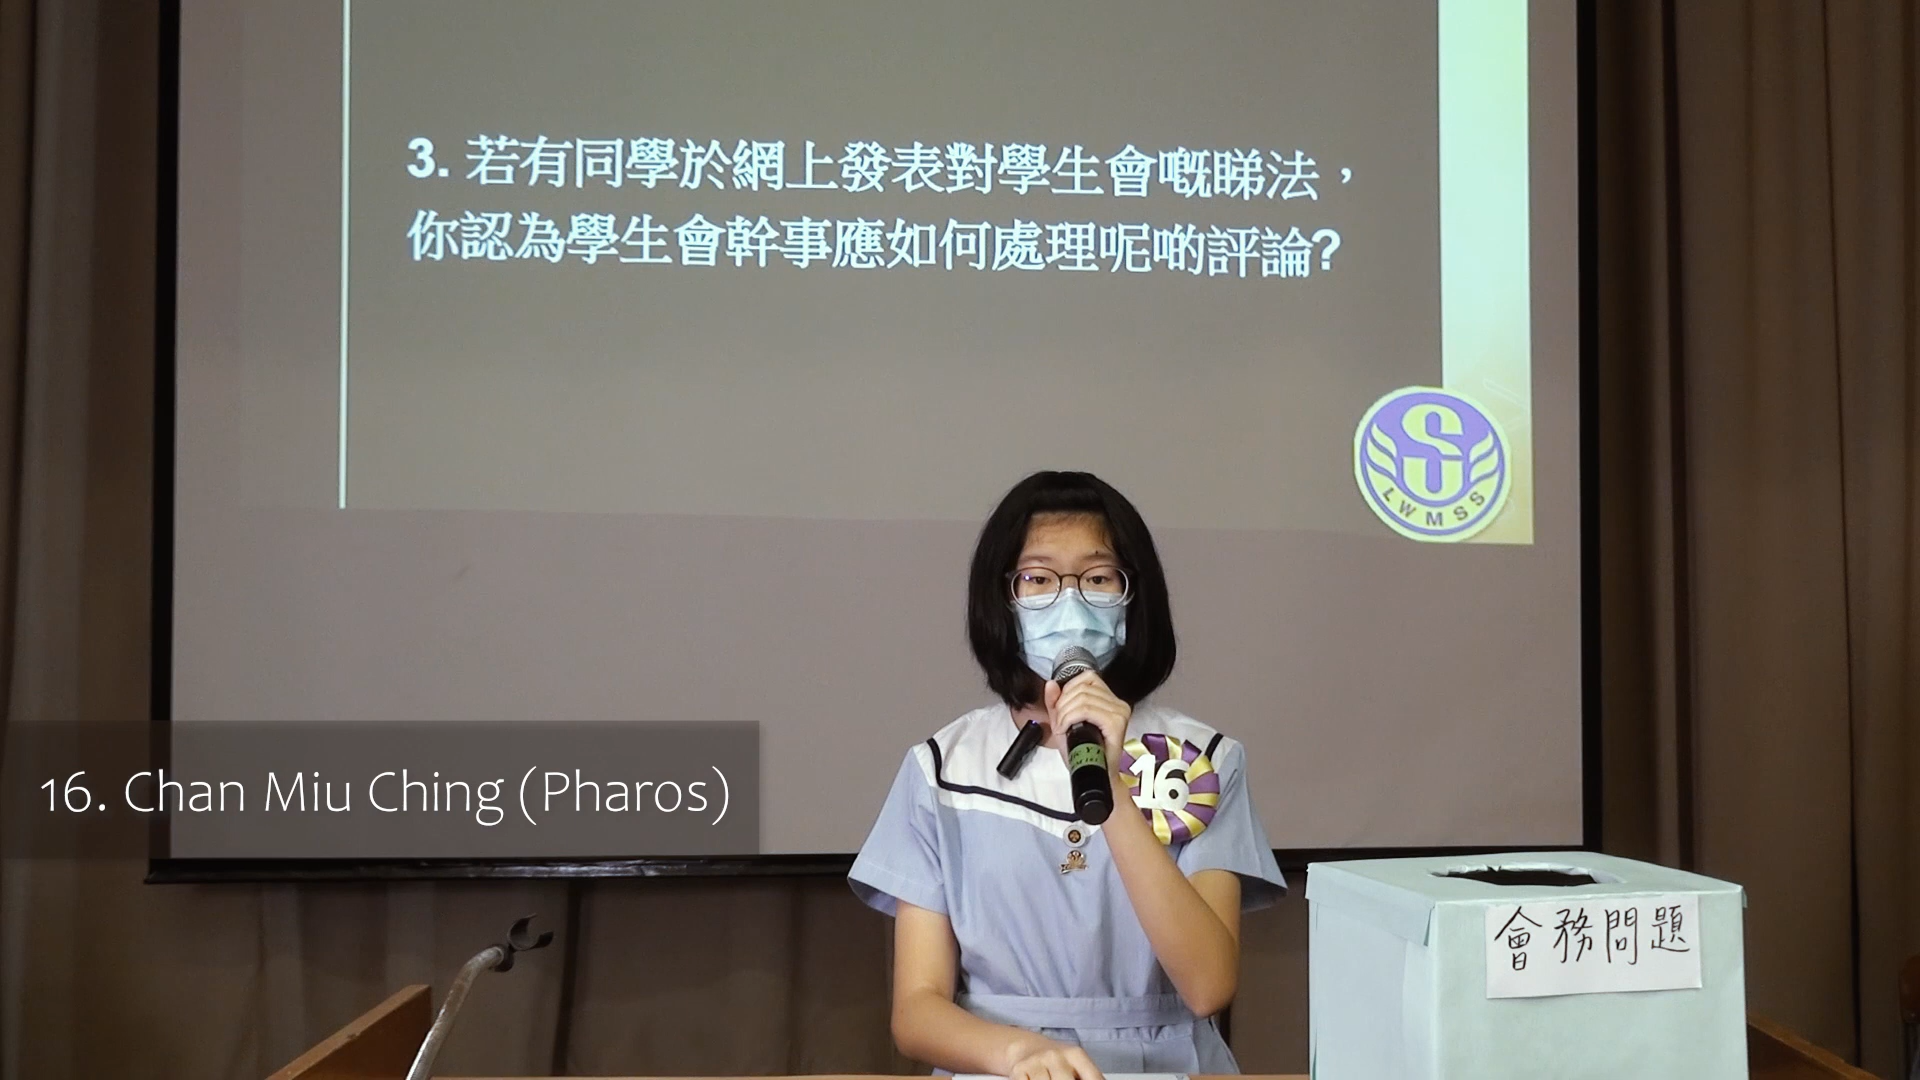 3. 若有同學於網上發表對學生會嘅睇法，
你認為學生會幹事應如何處理呢啲評論?
SU
LWMSS
16
16. Chan Miu Ching (Pharos)
會務問題